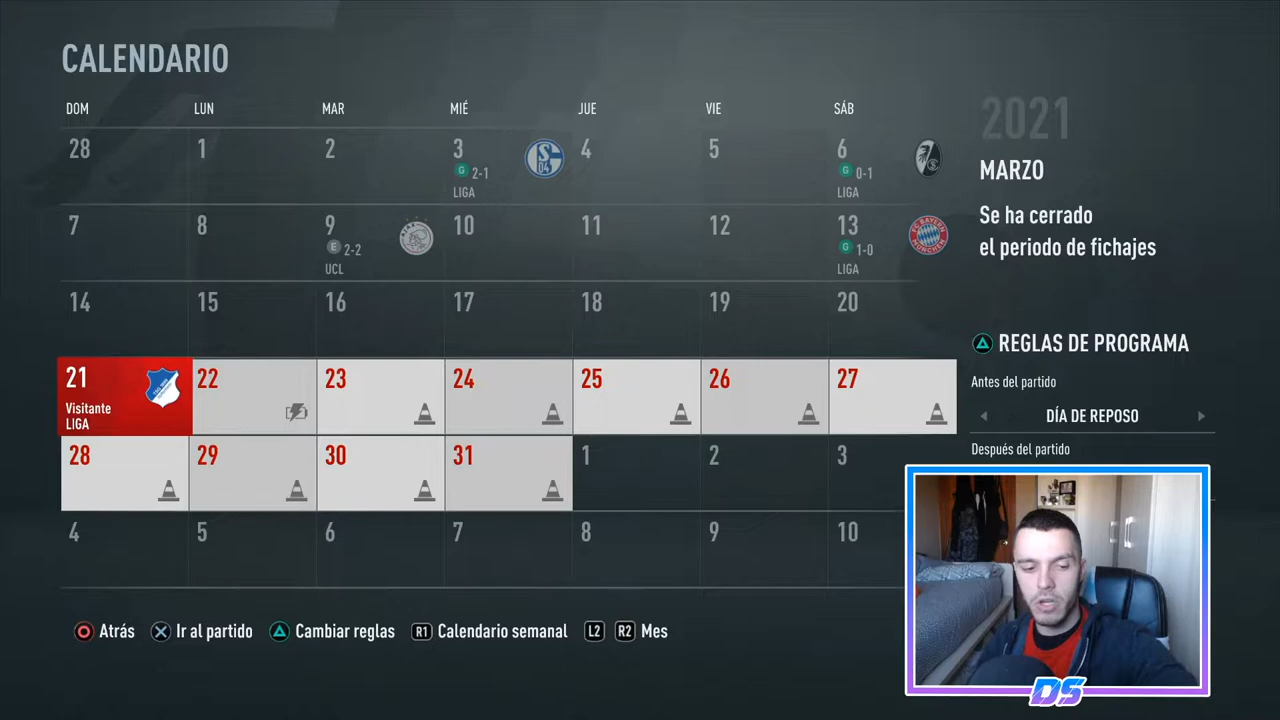 CALENDARIO
2021
MARZO
Se ha cerrado
el periodo de fichajes
DOM LUN MAR MIÉ JUE VIE SÁB
28 1 2 3 4 5 6
G 2-1 G 0-1
LIGA LIGA
S 04
7 8 9 10 11 12 13
E 2-2 G 1-0
UCL LIGA
FC BAYERN MÜNCHEN
14 15 16 17 18 19 20
21 22 23 24 25 26 27
Visitante
LIGA
28 29 30 31 1 2 3
4 5 6 7 8 9 10
REGLAS DE PROGRAMA
Antes del partido
DÍA DE REPOSO
Después del partido
Atrás Ir al partido Cambiar reglas R1 Calendario semanal L2 R2 Mes
DS